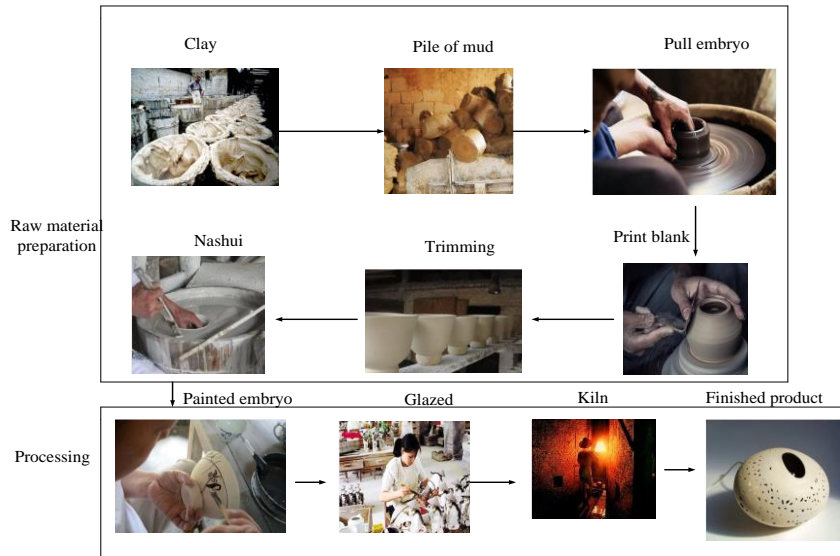 Clay
Pile of mud
Pull embryo
Raw material
preparation
Nashui
Trimming
Print blank
Painted embryo
Glazed
Kiln
Finished product
Processing